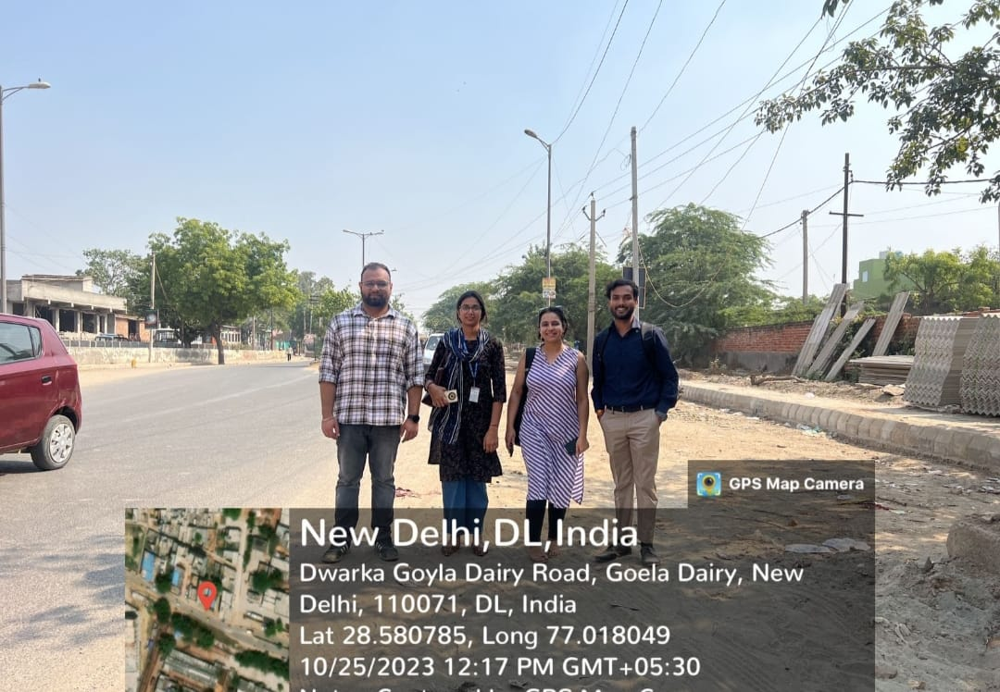 GPS Map Camera
New Delhi,DL,India
Dwarka Goyla Dairy Road, Goela Dairy, New
Delhi, 110071, DL, India
Lat 28.580785, Long 77.018049
10/25/2023 12:17 PM GMT+05:30